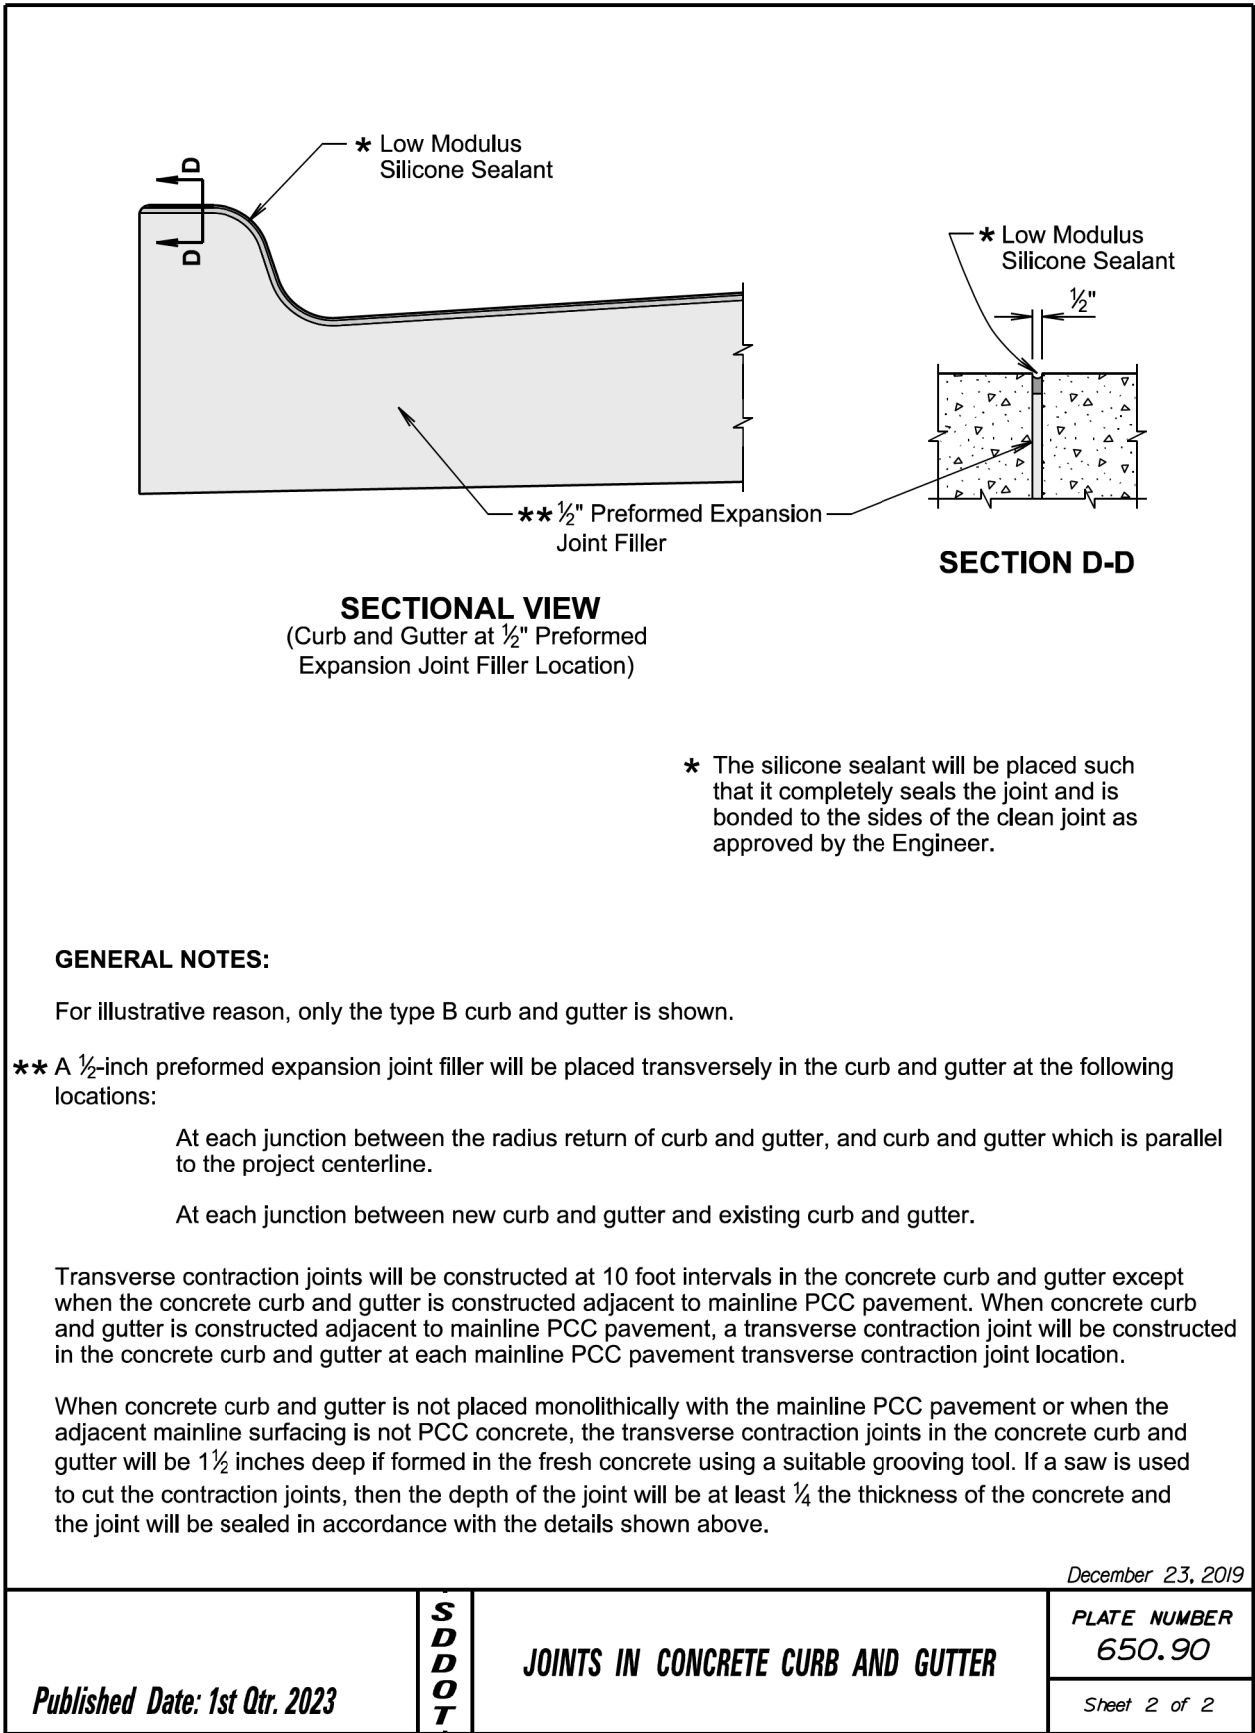 * Low Modulus
Silicone Sealant
D
D
* Low Modulus
Silicone Sealant
½"
** ½" Preformed Expansion
Joint Filler
SECTION D-D
SECTIONAL VIEW
(Curb and Gutter at ½" Preformed
Expansion Joint Filler Location)
* The silicone sealant will be placed such
that it completely seals the joint and is
bonded to the sides of the clean joint as
approved by the Engineer.
GENERAL NOTES:
For illustrative reason, only the type B curb and gutter is shown.
** A ½-inch preformed expansion joint filler will be placed transversely in the curb and gutter at the following
locations:
At each junction between the radius return of curb and gutter, and curb and gutter which is parallel
to the project centerline.
At each junction between new curb and gutter and existing curb and gutter.
Transverse contraction joints will be constructed at 10 foot intervals in the concrete curb and gutter except
when the concrete curb and gutter is constructed adjacent to mainline PCC pavement. When concrete curb
and gutter is constructed adjacent to mainline PCC pavement, a transverse contraction joint will be constructed
in the concrete curb and gutter at each mainline PCC pavement transverse contraction joint location.
When concrete curb and gutter is not placed monolithically with the mainline PCC pavement or when the
adjacent mainline surfacing is not PCC concrete, the transverse contraction joints in the concrete curb and
gutter will be 1½ inches deep if formed in the fresh concrete using a suitable grooving tool. If a saw is used
to cut the contraction joints, then the depth of the joint will be at least ¼ the thickness of the concrete and
the joint will be sealed in accordance with the details shown above.
December 23, 2019
Published Date: 1st Qtr. 2023
SDDOT
JOINTS IN CONCRETE CURB AND GUTTER
PLATE NUMBER
650.90
Sheet 2 of 2